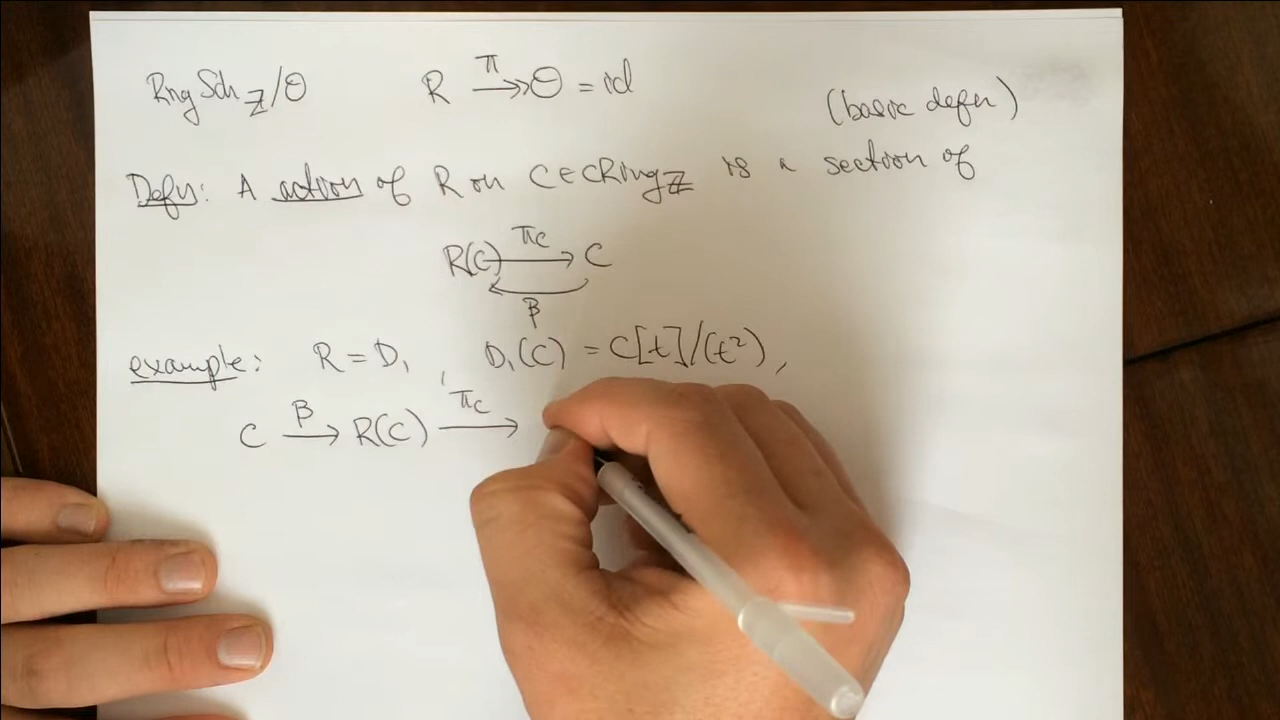 RngSch_ℤ/𝒪 R —π↠ 𝒪 = id
(basic defn)
Defn: A action of R on C∈CRing_ℤ is a section of
R(C) —π_C→ C
β
example: R = D₁, D₁(C) = C[t]/(t²),
C —β→ R(C) —π_C→